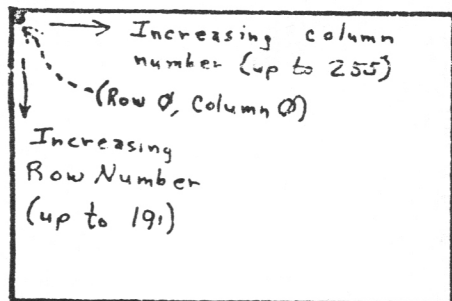 Increasing column
number (up to 255)
(Row Ø, Column Ø)
Increasing
Row Number
(up to 191)